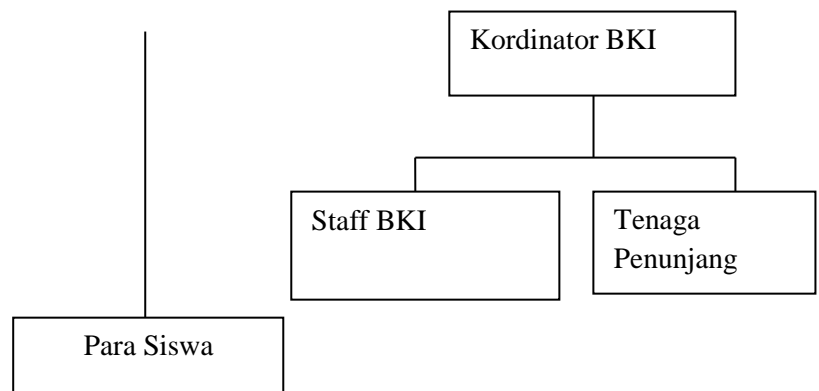 Kordinator BKI
Staff BKI
Tenaga
Penunjang
Para Siswa